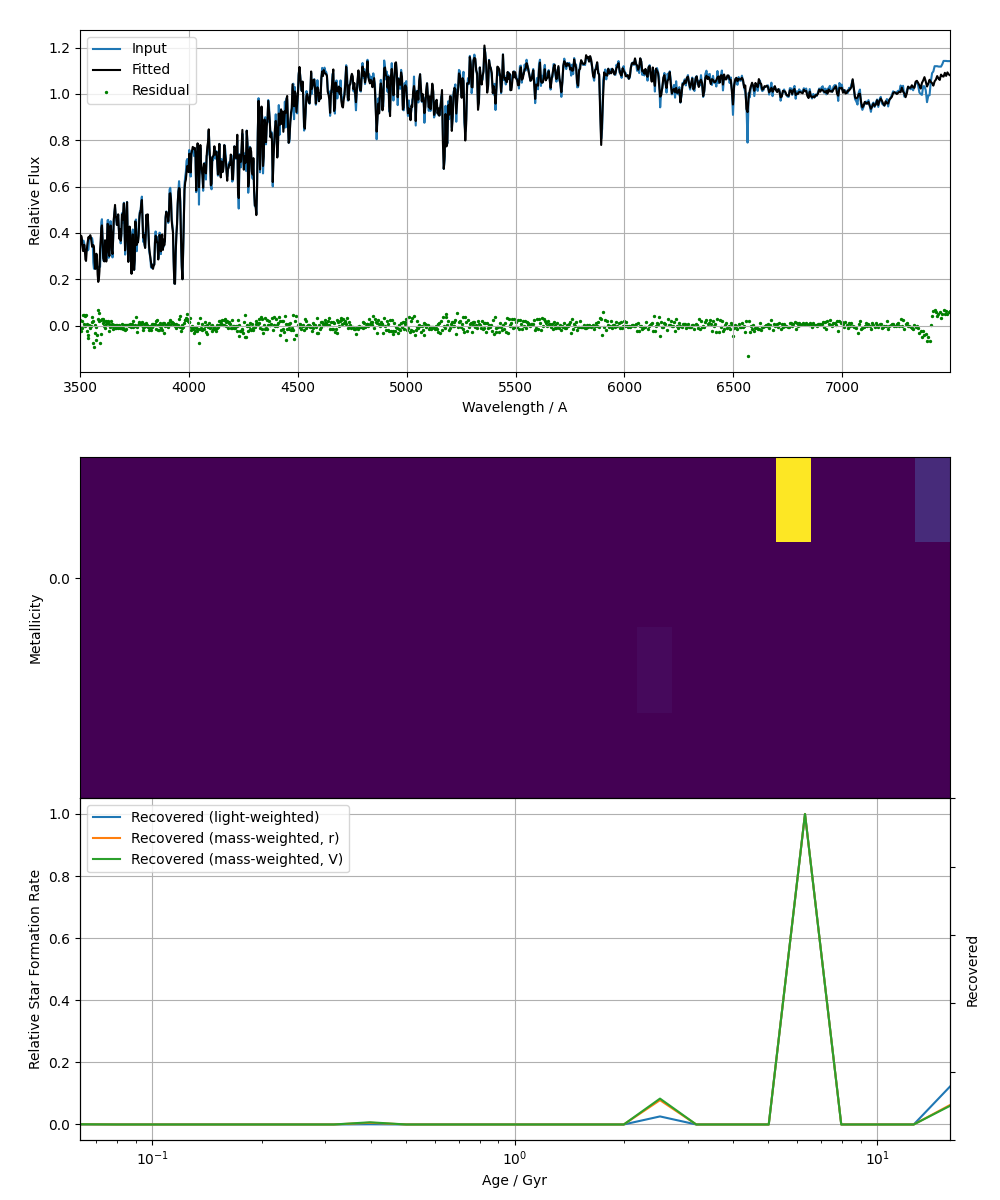 1.2
1.0
0.8
0.6
0.4
0.2
0.0
Relative Flux
Input
Fitted
Residual
3500 4000 4500 5000 5500 6000 6500 7000
Wavelength / A
0.0
Metallicity
1.0
0.8
0.6
0.4
0.2
0.0
Relative Star Formation Rate
Recovered (light-weighted)
Recovered (mass-weighted, r)
Recovered (mass-weighted, V)
Recovered
10⁻¹ 10⁰ 10¹
Age / Gyr